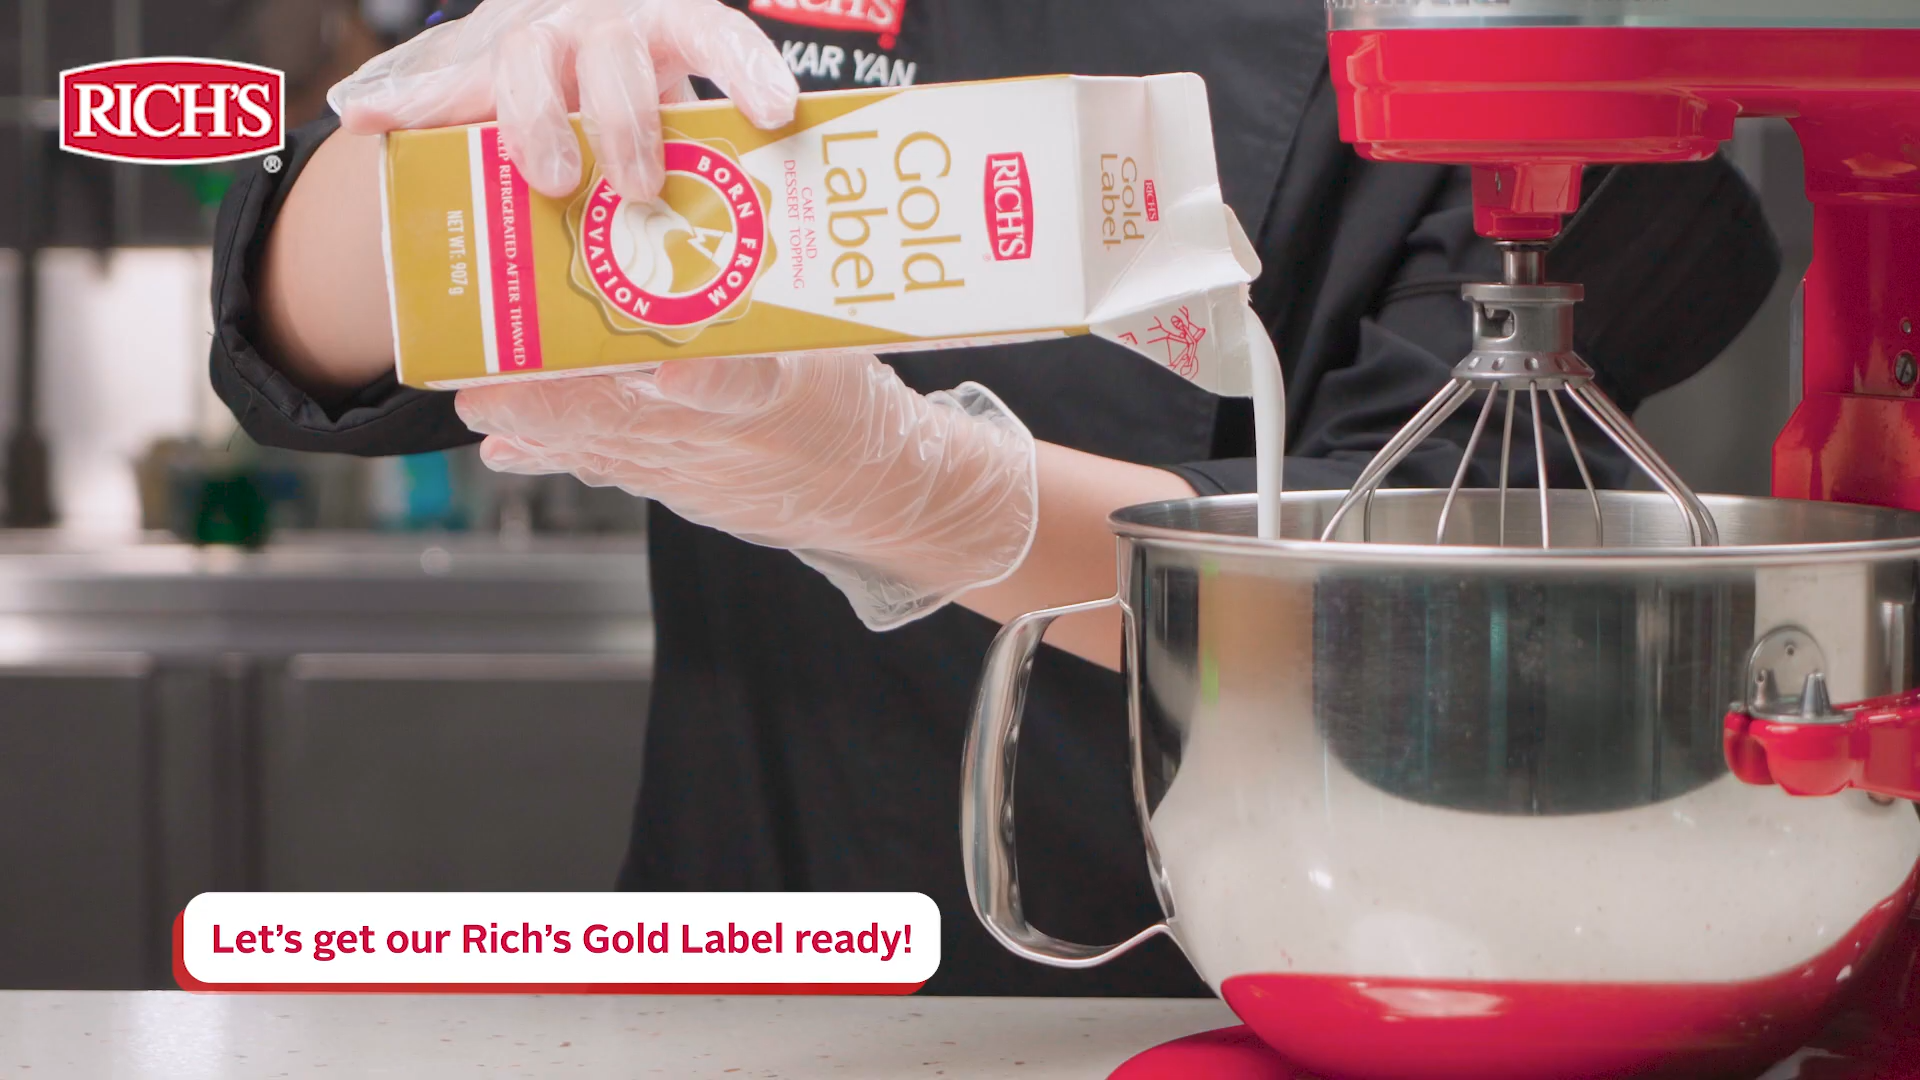 RICH'S
®
RICH'S
KAR YAN
Gold
Label®
CAKE AND
DESSERT TOPPING
RICH'S®
RICH'S
Gold
Label
BORN FROM
INNOVATION
KEEP REFRIGERATED AFTER THAWED
NET WT: 907g
Let's get our Rich's Gold Label ready!